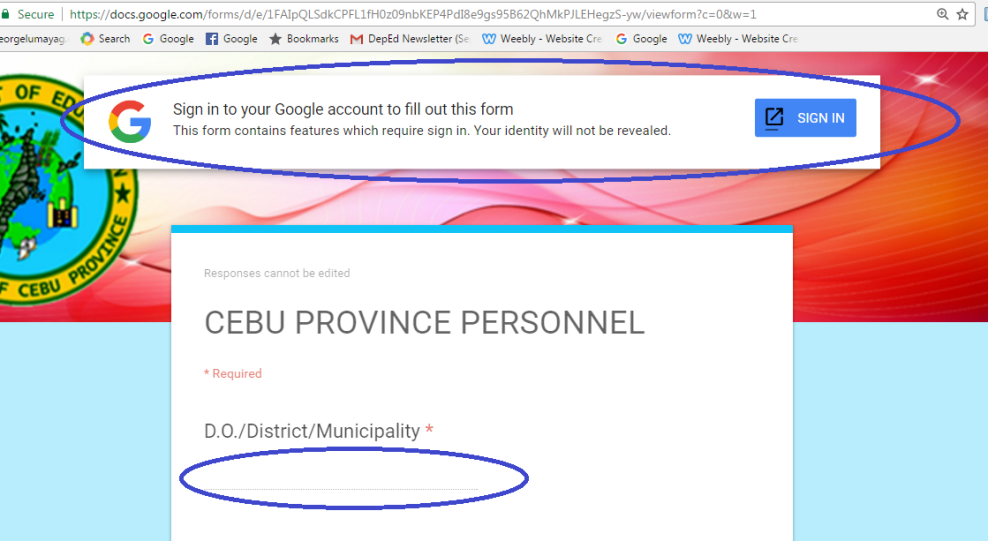 Secure | https://docs.google.com/forms/d/e/1FAIpQLSdkCPFL1fH0z09nbKEP4PdI8e9gs95B62QhMkPJLEHegzS-yw/viewform?c=0&w=1
eorgelumayag. Search Google Google Bookmarks DepEd Newsletter (Se Weebly - Website Cre Google Weebly - Website Cre
OF EDU
Sign in to your Google account to fill out this form
This form contains features which require sign in. Your identity will not be revealed.
SIGN IN
OF CEBU PROVINCE
Responses cannot be edited
CEBU PROVINCE PERSONNEL
* Required
D.O./District/Municipality *